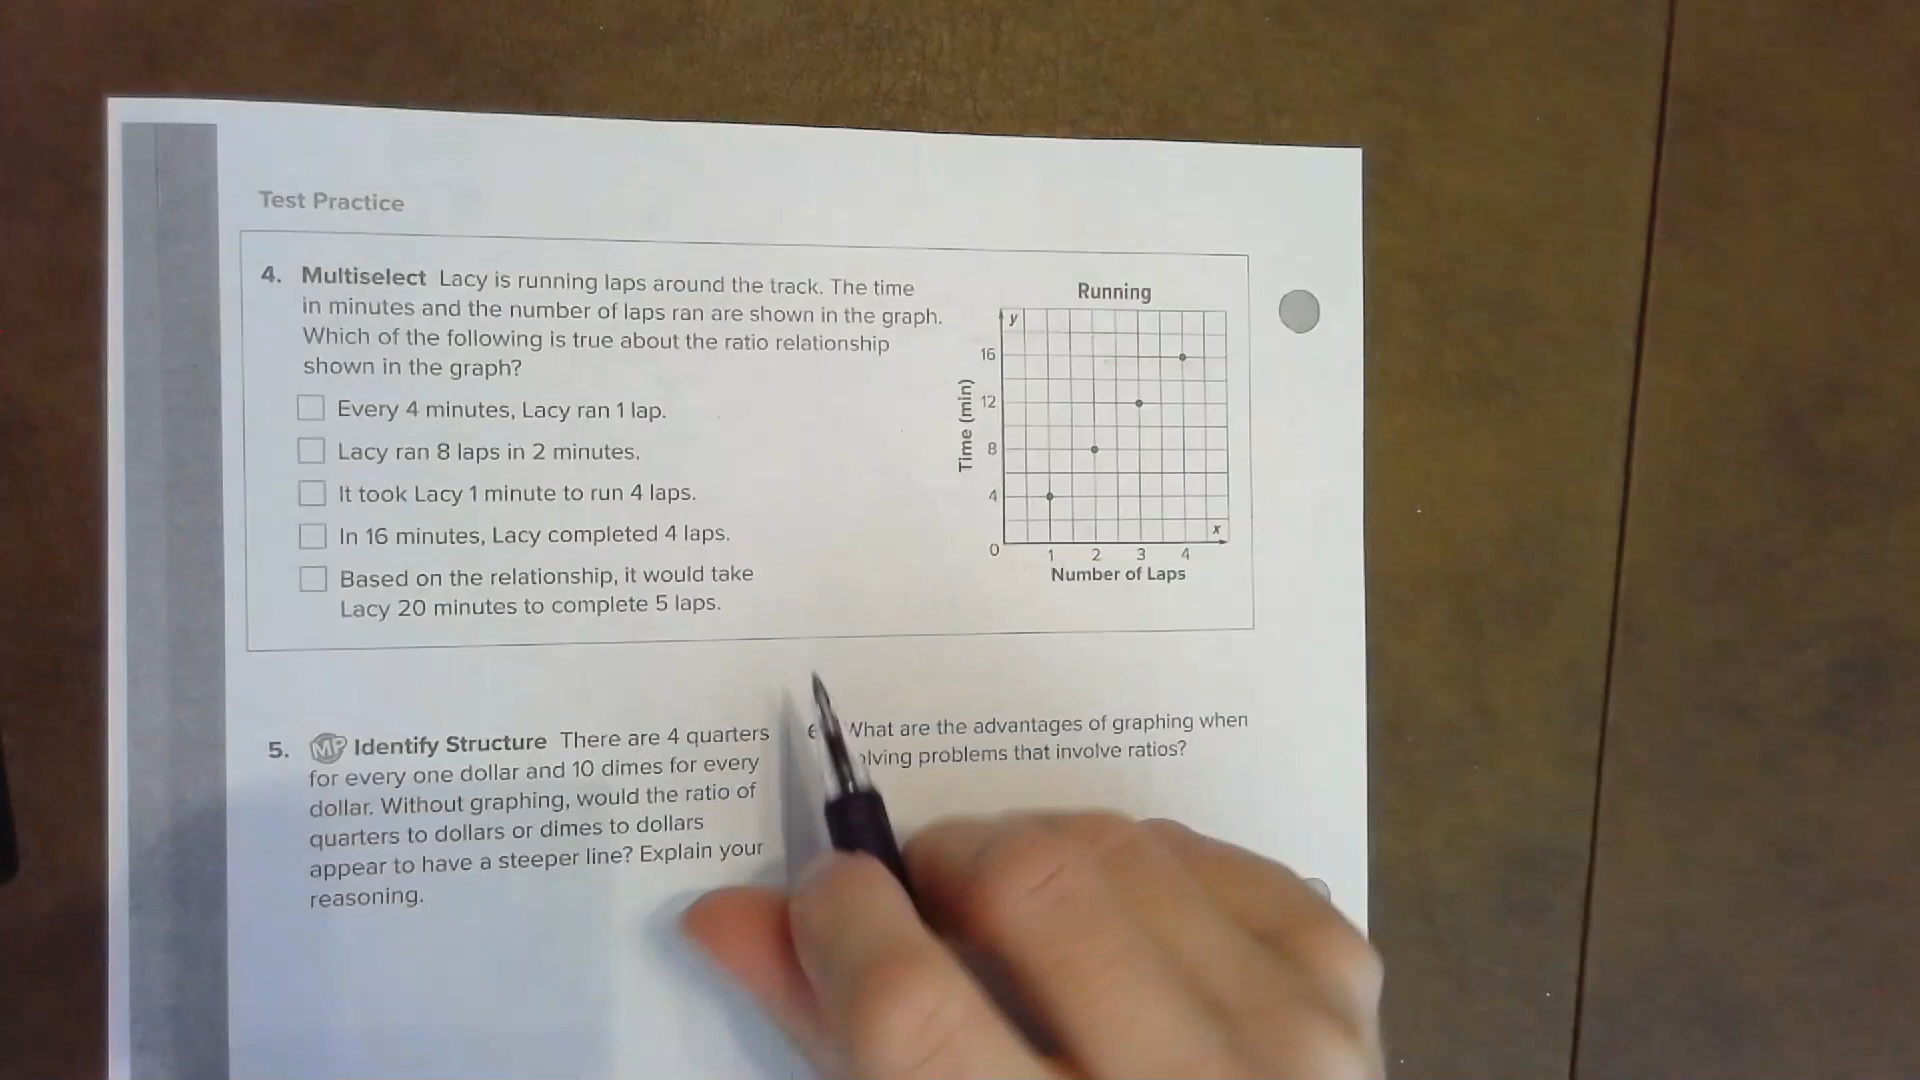 Test Practice
4. Multiselect Lacy is running laps around the track. The time
in minutes and the number of laps ran are shown in the graph.
Which of the following is true about the ratio relationship
shown in the graph?
Every 4 minutes, Lacy ran 1 lap.
Lacy ran 8 laps in 2 minutes.
It took Lacy 1 minute to run 4 laps.
In 16 minutes, Lacy completed 4 laps.
Based on the relationship, it would take
Lacy 20 minutes to complete 5 laps.
Running
y
16
12
8
4
0
Time (min)
x
1 2 3 4
Number of Laps
5. MP Identify Structure There are 4 quarters
for every one dollar and 10 dimes for every
dollar. Without graphing, would the ratio of
quarters to dollars or dimes to dollars
appear to have a steeper line? Explain your
reasoning.
What are the advantages of graphing when
problems that involve ratios?